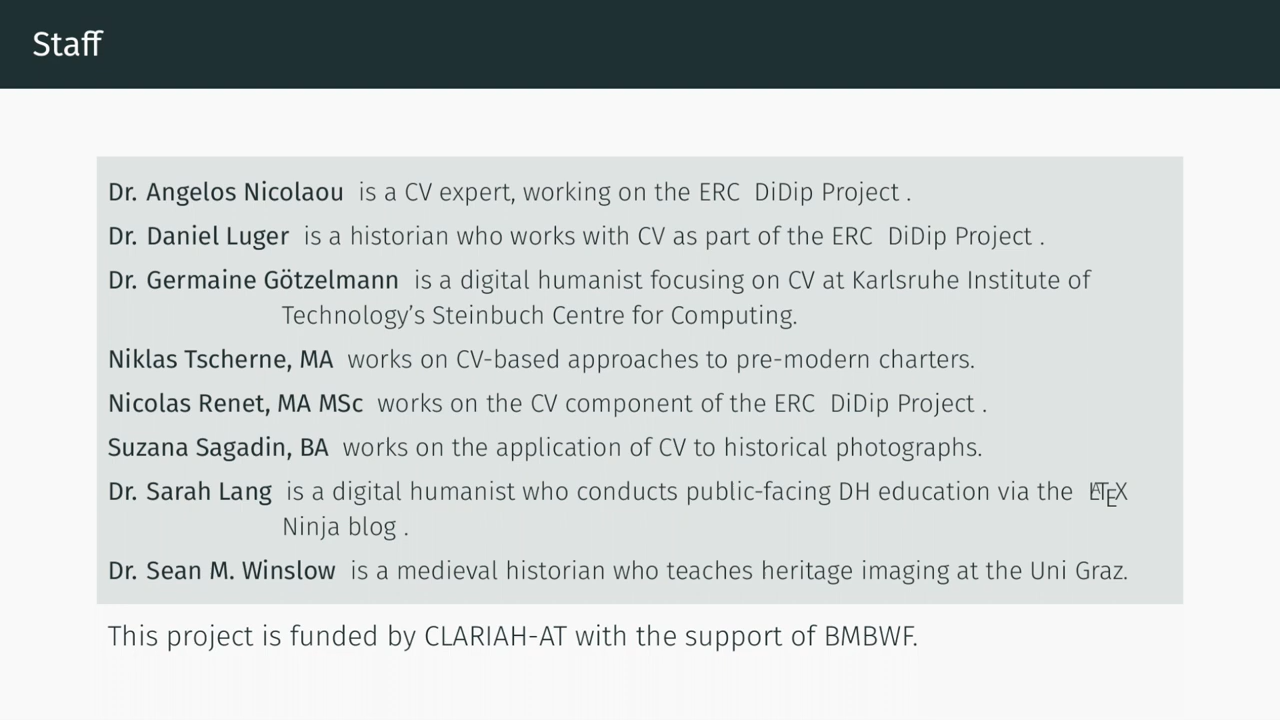 Staff
Dr. Angelos Nicolaou is a CV expert, working on the ERC DiDip Project .
Dr. Daniel Luger is a historian who works with CV as part of the ERC DiDip Project .
Dr. Germaine Götzelmann is a digital humanist focusing on CV at Karlsruhe Institute of
Technology’s Steinbuch Centre for Computing.
Niklas Tscherne, MA works on CV-based approaches to pre-modern charters.
Nicolas Renet, MA MSc works on the CV component of the ERC DiDip Project .
Suzana Sagadin, BA works on the application of CV to historical photographs.
Dr. Sarah Lang is a digital humanist who conducts public-facing DH education via the LATEX
Ninja blog .
Dr. Sean M. Winslow is a medieval historian who teaches heritage imaging at the Uni Graz.
This project is funded by CLARIAH-AT with the support of BMBWF.